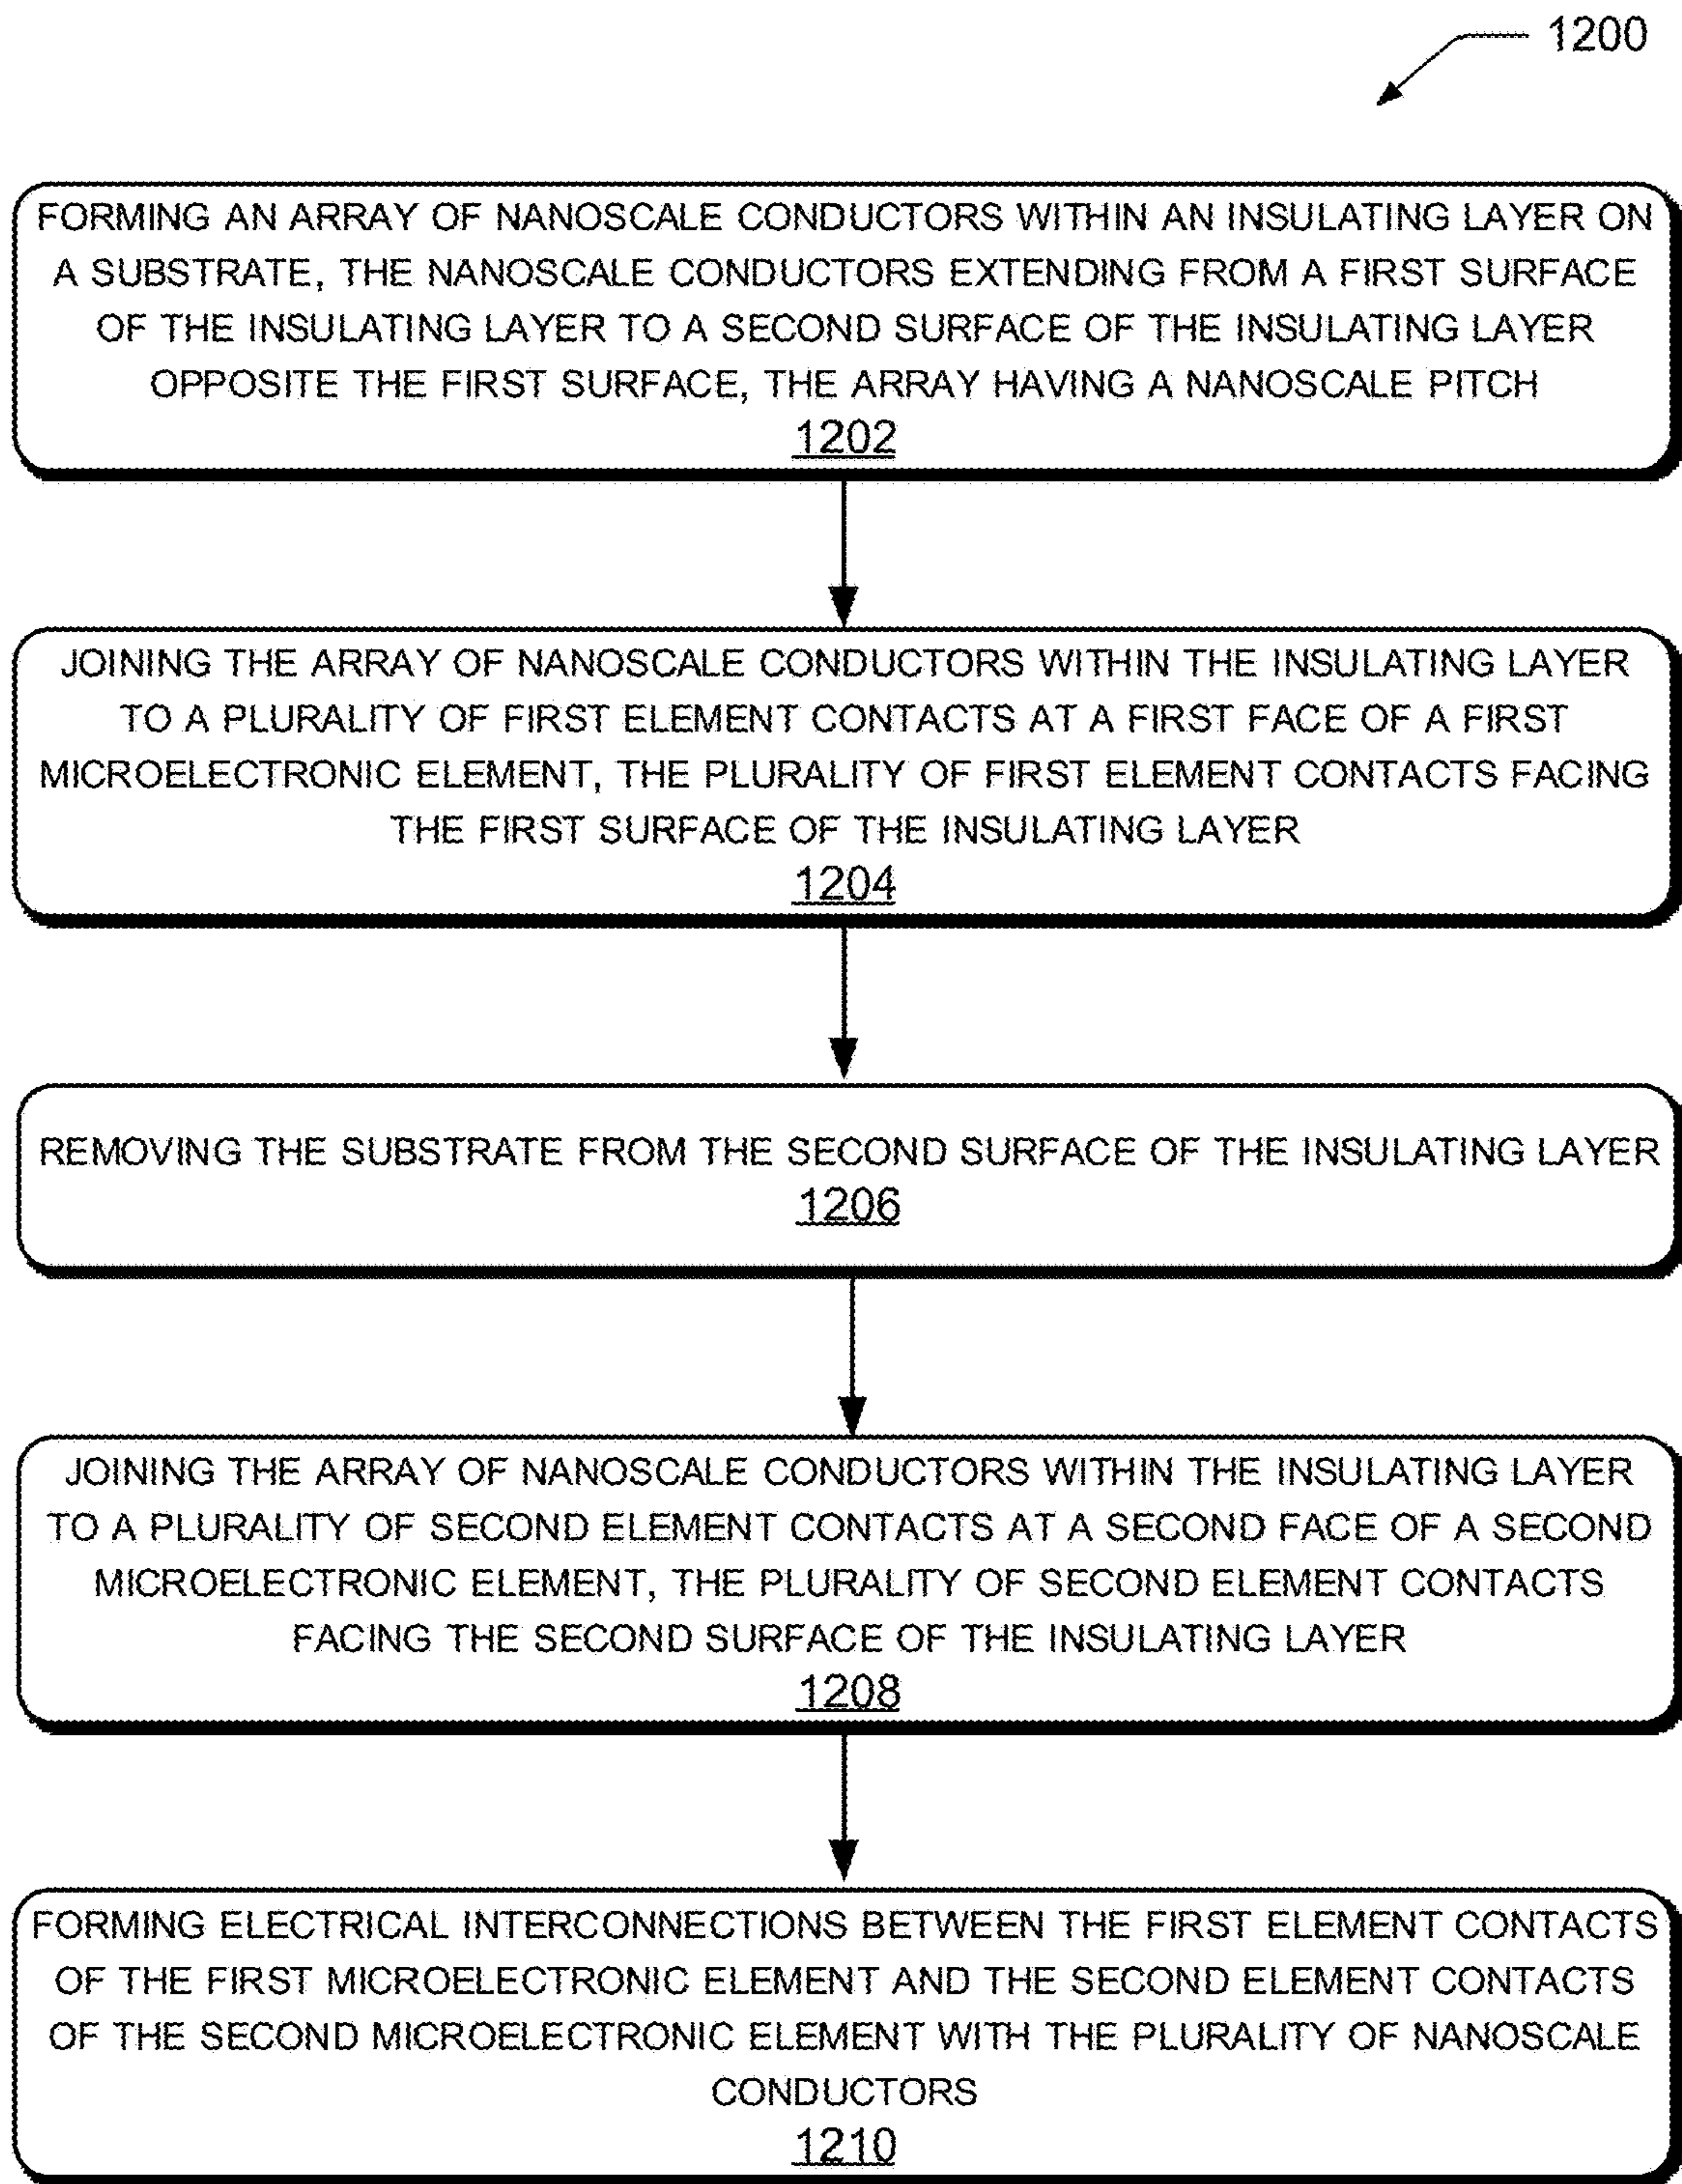 1200
FORMING AN ARRAY OF NANOSCALE CONDUCTORS WITHIN AN INSULATING LAYER ON
A SUBSTRATE, THE NANOSCALE CONDUCTORS EXTENDING FROM A FIRST SURFACE
OF THE INSULATING LAYER TO A SECOND SURFACE OF THE INSULATING LAYER
OPPOSITE THE FIRST SURFACE, THE ARRAY HAVING A NANOSCALE PITCH
1202
JOINING THE ARRAY OF NANOSCALE CONDUCTORS WITHIN THE INSULATING LAYER
TO A PLURALITY OF FIRST ELEMENT CONTACTS AT A FIRST FACE OF A FIRST
MICROELECTRONIC ELEMENT, THE PLURALITY OF FIRST ELEMENT CONTACTS FACING
THE FIRST SURFACE OF THE INSULATING LAYER
1204
REMOVING THE SUBSTRATE FROM THE SECOND SURFACE OF THE INSULATING LAYER
1206
JOINING THE ARRAY OF NANOSCALE CONDUCTORS WITHIN THE INSULATING LAYER
TO A PLURALITY OF SECOND ELEMENT CONTACTS AT A SECOND FACE OF A SECOND
MICROELECTRONIC ELEMENT, THE PLURALITY OF SECOND ELEMENT CONTACTS
FACING THE SECOND SURFACE OF THE INSULATING LAYER
1208
FORMING ELECTRICAL INTERCONNECTIONS BETWEEN THE FIRST ELEMENT CONTACTS
OF THE FIRST MICROELECTRONIC ELEMENT AND THE SECOND ELEMENT CONTACTS
OF THE SECOND MICROELECTRONIC ELEMENT WITH THE PLURALITY OF NANOSCALE
CONDUCTORS
1210